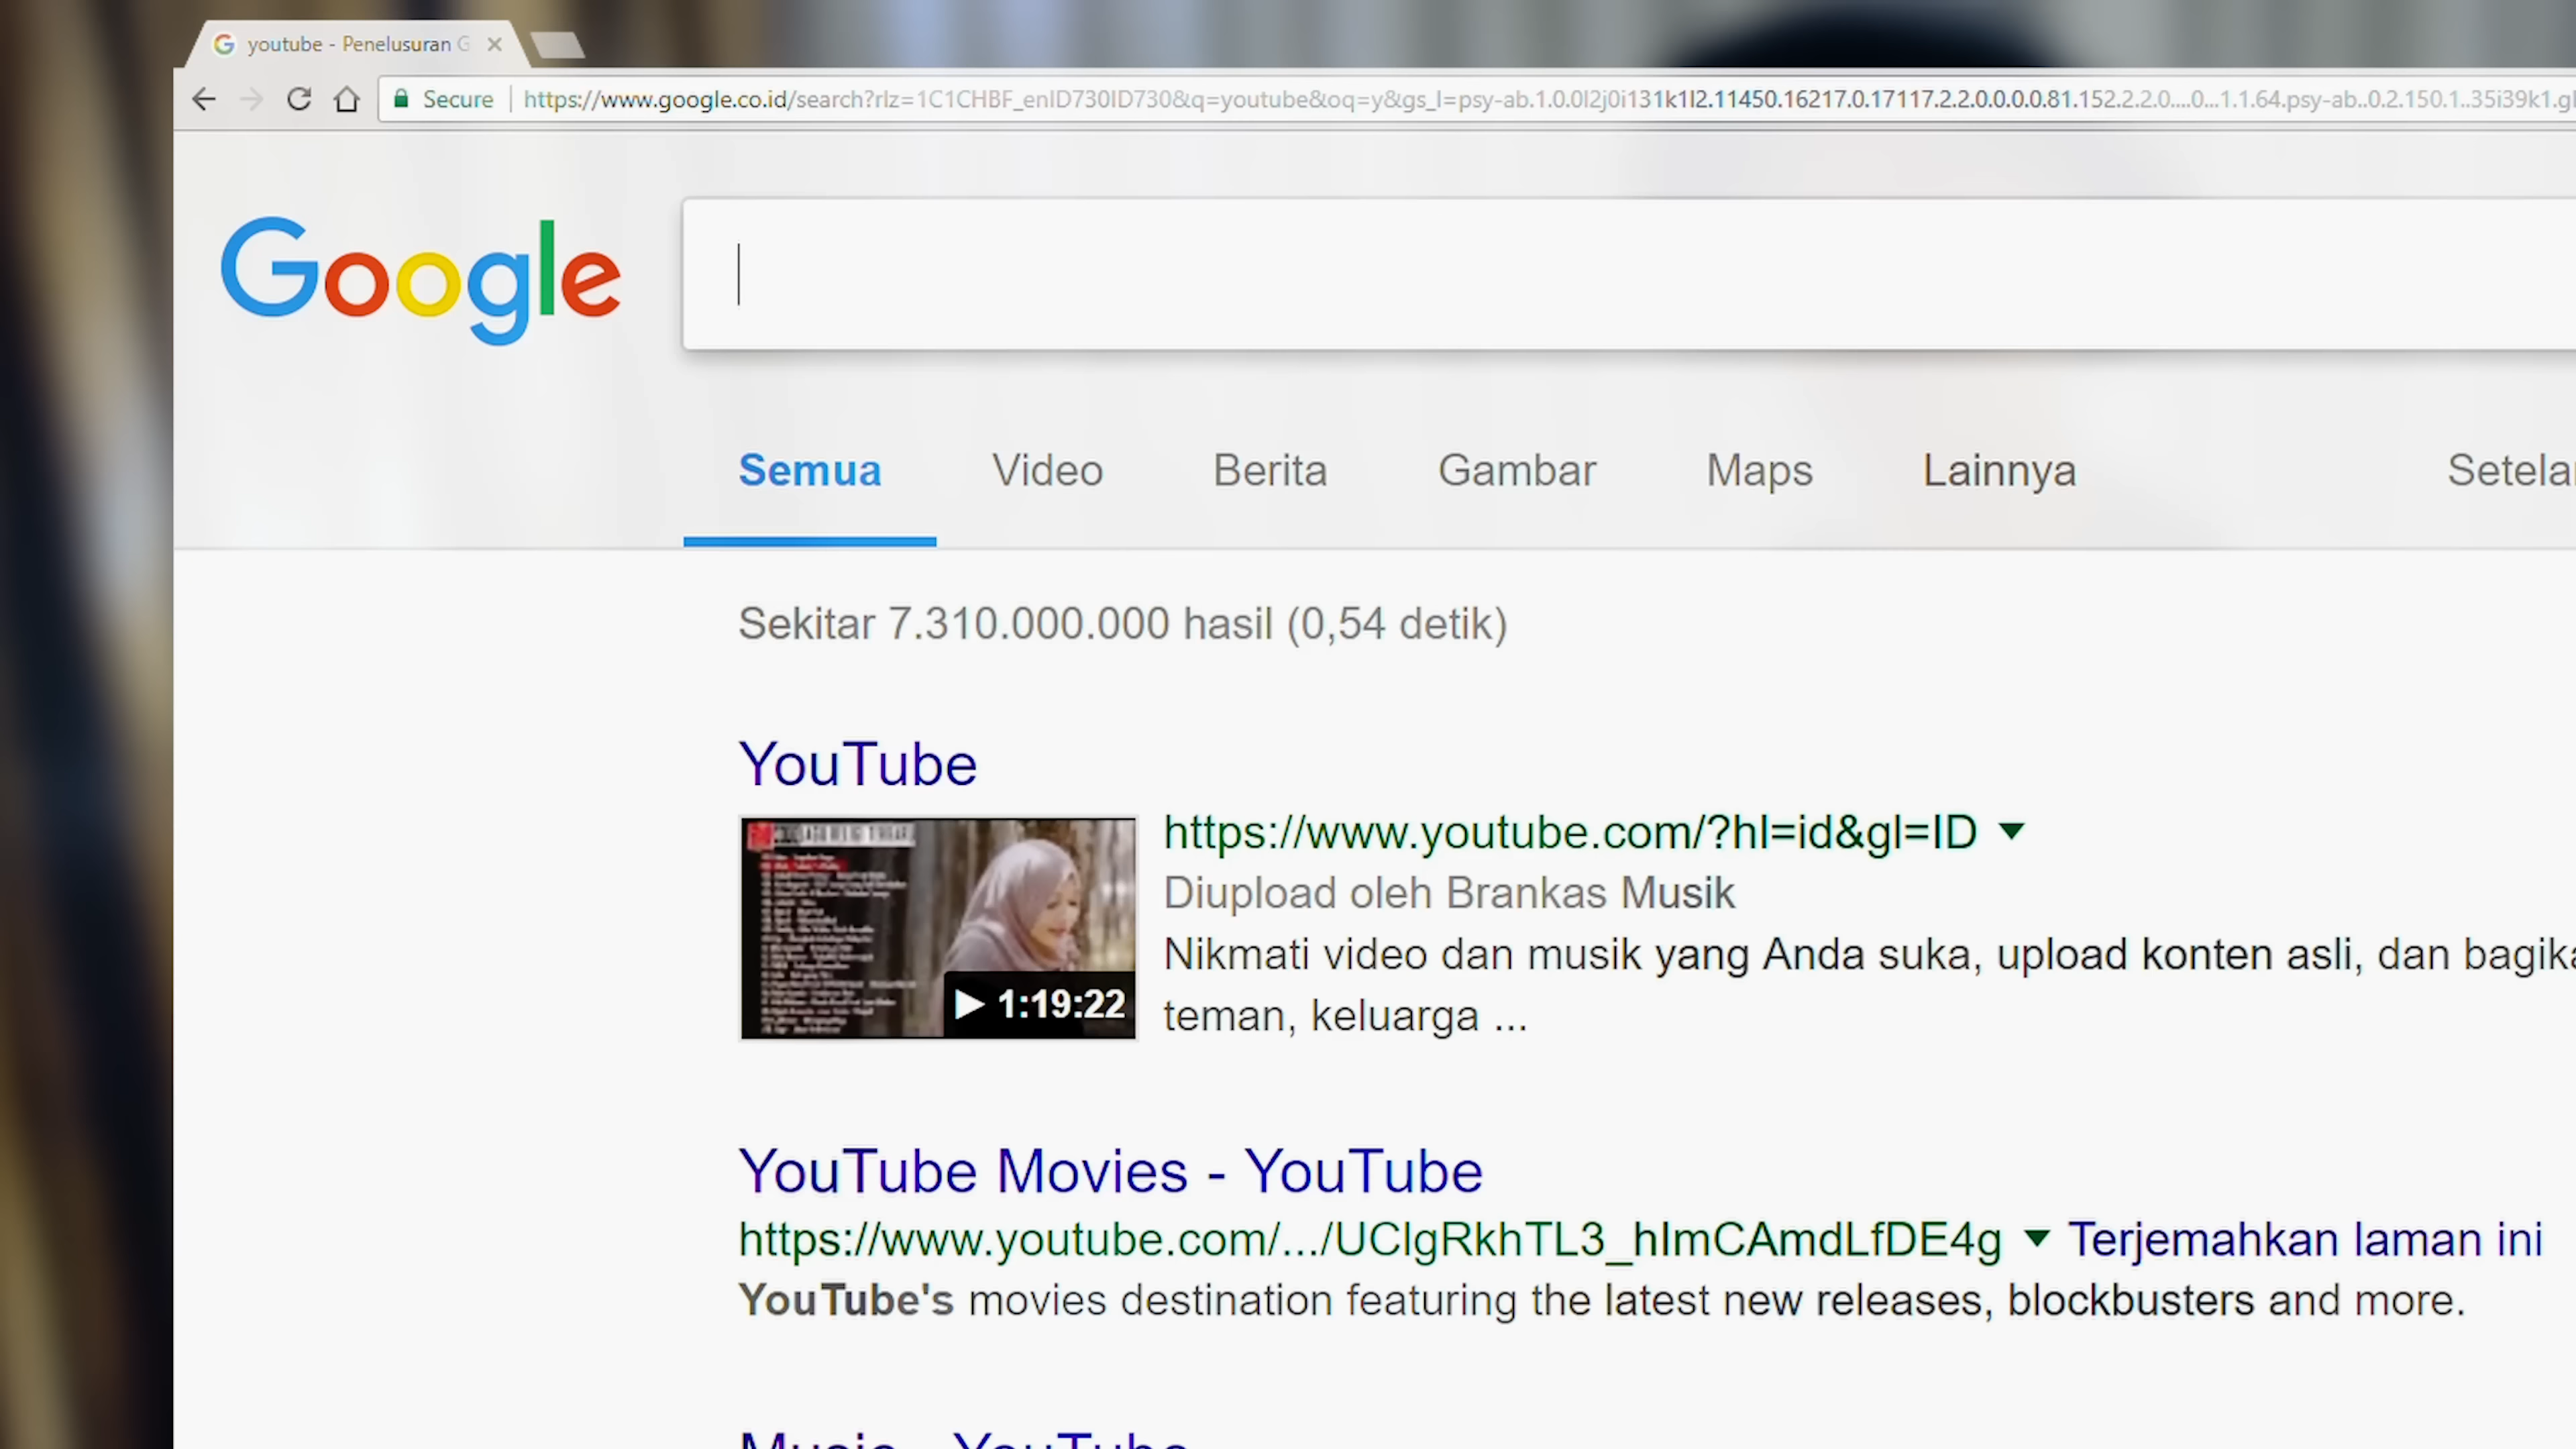 youtube - Penelusuran G
Secure https://www.google.co.id/search?rlz=1C1CHBF_enID730ID730&q=youtube&oq=y&gs_l=psy-ab.1.0.0l2j0i131k1l2.11450.16217.0.17117.2.2.0.0.0.0.81.152.2.2.0....0...1.1.64.psy-ab..0.2.150.1..35i39k1.gl
Google
Semua Video Berita Gambar Maps Lainnya Setelan
Sekitar 7.310.000.000 hasil (0,54 detik)
YouTube
https://www.youtube.com/?hl=id&gl=ID
Diupload oleh Brankas Musik
Nikmati video dan musik yang Anda suka, upload konten asli, dan bagika
teman, keluarga ...
1:19:22
YouTube Movies - YouTube
https://www.youtube.com/.../UClgRkhTL3_hImCAmdLfDE4g Terjemahkan laman ini
YouTube's movies destination featuring the latest new releases, blockbusters and more.
Music - YouTube